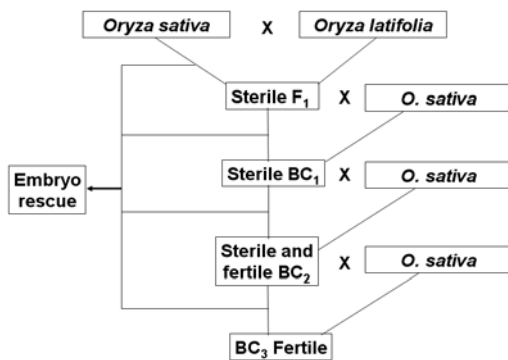 Oryza sativa X Oryza latifolia
Sterile F₁ X O. sativa
Sterile BC₁ X O. sativa
Embryo
rescue
Sterile and
fertile BC₂ X O. sativa
BC₃ Fertile